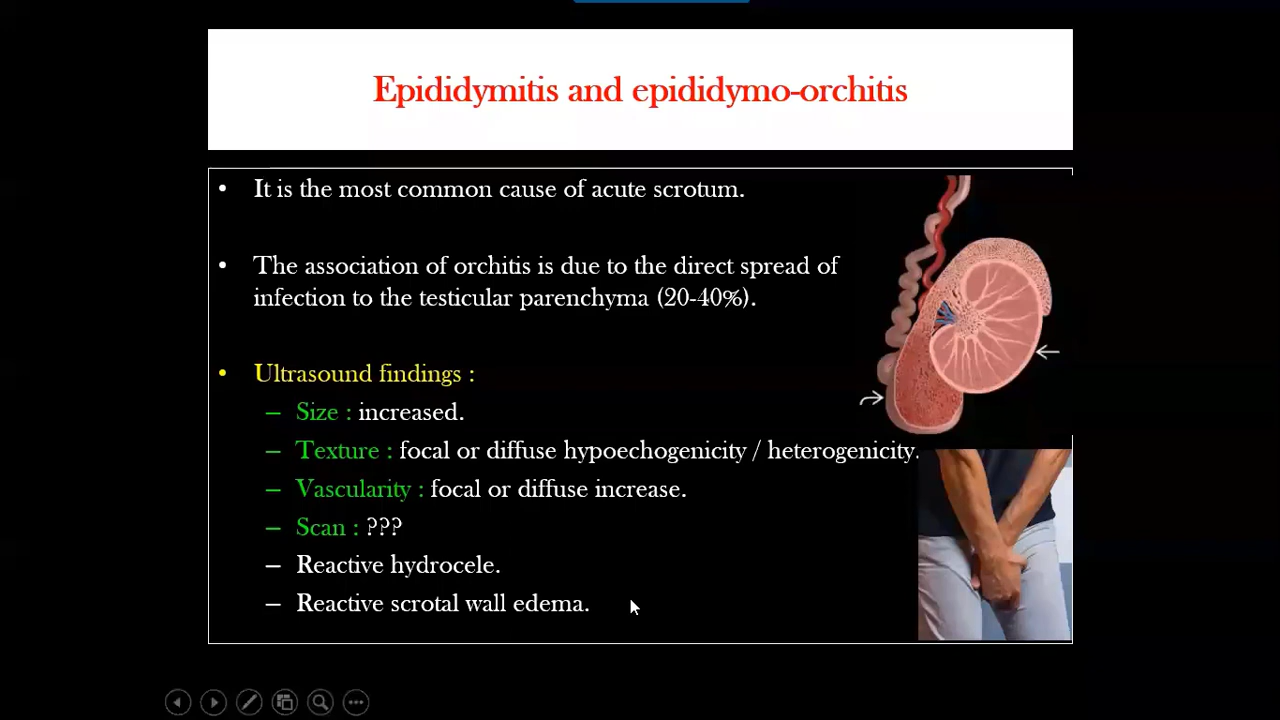 Epididymitis and epididymo-orchitis
• It is the most common cause of acute scrotum.
• The association of orchitis is due to the direct spread of
infection to the testicular parenchyma (20-40%).
• Ultrasound findings :
– Size : increased.
– Texture : focal or diffuse hypoechogenicity / heterogenicity.
– Vascularity : focal or diffuse increase.
– Scan : ???
– Reactive hydrocele.
– Reactive scrotal wall edema.